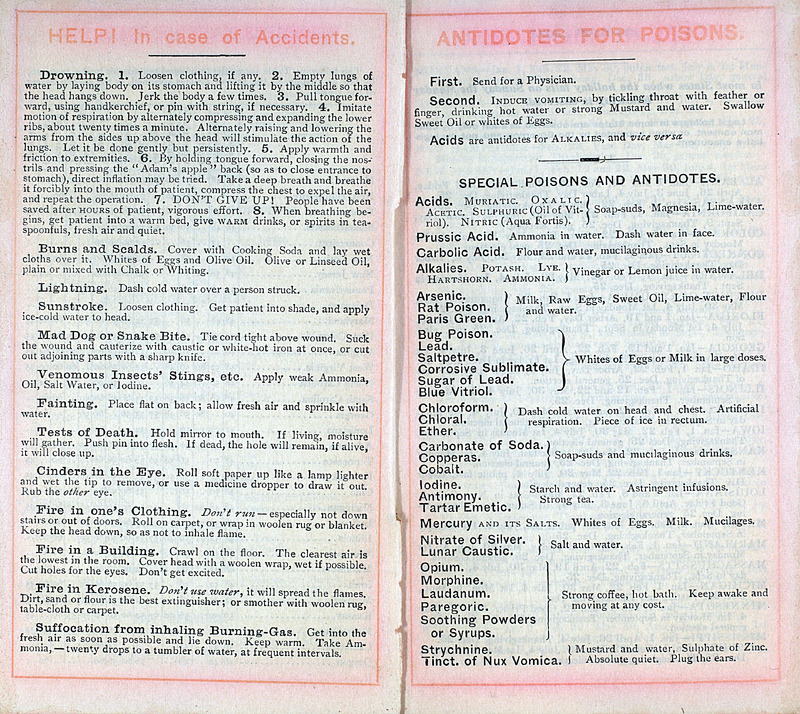 HELP! In case of Accidents.
Drowning. 1. Loosen clothing, if any. 2. Empty lungs of
water by laying body on its stomach and lifting it by the middle so
that the head hangs down. Jerk the body a few times. 3. Pull tongue for-
ward, using handkerchief, or pin with string, if necessary. 4. Imitate
motion of respiration by alternately compressing and expanding the lower
ribs, about twenty times a minute. Alternately raising and lowering the
arms from the sides up above the head will stimulate the action of the
lungs. Let it be done gently but persistently. 5. Apply warmth and
friction to extremities. 6. By holding tongue forward, closing the nos-
trils and pressing the “Adam's apple” back (so as to close entrance to
stomach), direct inflation may be tried. Take a deep breath and breathe
it forcibly into the mouth of patient, compress the chest to expel the air,
and repeat the operation. 7. DON'T GIVE UP! People have been
saved after HOURS of patient, vigorous effort. 8. When breathing be-
gins, get patient into a warm bed, give WARM drinks, or spirits in tea-
spoonfuls, fresh air and quiet.
Burns and Scalds. Cover with Cooking Soda and lay wet
cloths over it. Whites of Eggs and Olive Oil. Olive or Linseed Oil,
plain or mixed with Chalk or Whiting.
Lightning. Dash cold water over a person struck.
Sunstroke. Loosen clothing. Get patient into shade, and apply
ice-cold water to head.
Mad Dog or Snake Bite. Tie cord tight above wound. Suck
the wound and cauterize with caustic or white-hot iron at once, or cut
out adjoining parts with a sharp knife.
Venomous Insects' Stings, etc. Apply weak Ammonia,
Oil, Salt Water, or Iodine.
Fainting. Place flat on back; allow fresh air and sprinkle with
water.
Tests of Death. Hold mirror to mouth. If living, moisture
will gather. Push pin into flesh. If dead, the hole will remain, if alive,
it will close up.
Cinders in the Eye. Roll soft paper up like a lamp lighter
and wet the tip to remove, or use a medicine dropper to draw it out.
Rub the other eye.
Fire in one's Clothing. Don't run — especially not down
stairs or out of doors. Roll on carpet, or wrap in woolen rug or blanket.
Keep the head down, so as not to inhale flame.
Fire in a Building. Crawl on the floor. The clearest air is
the lowest in the room. Cover head with woolen wrap, wet if possible.
Cut holes for the eyes. Don't get excited.
Fire in Kerosene. Don't use water, it will spread the flames.
Dirt, sand or flour is the best extinguisher; or smother with woolen rug,
table-cloth or carpet.
Suffocation from inhaling Burning-Gas. Get into the
fresh air as soon as possible and lie down. Keep warm. Take Am-
monia, — twenty drops to a tumbler of water, at frequent intervals.
ANTIDOTES FOR POISONS.
First. Send for a Physician.
Second. INDUCE VOMITING, by tickling throat with feather or
finger, drinking hot water or strong Mustard and water. Swallow
Sweet Oil or whites of Eggs.
Acids are antidotes for ALKALIES, and vice versa
SPECIAL POISONS AND ANTIDOTES.
Acids. MURIATIC. OXALIC.
ACETIC. SULPHURIC (Oil of Vit-
riol). NITRIC (Aqua Fortis).
Soap-suds, Magnesia, Lime-water.
Prussic Acid. Ammonia in water. Dash water in face.
Carbolic Acid. Flour and water, mucilaginous drinks.
Alkalies. POTASH. LYE.
HARTSHORN. AMMONIA.
Vinegar or Lemon juice in water.
Arsenic.
Rat Poison.
Paris Green.
Milk, Raw Eggs, Sweet Oil, Lime-water, Flour
and water.
Bug Poison.
Lead.
Saltpetre.
Corrosive Sublimate.
Sugar of Lead.
Blue Vitriol.
Whites of Eggs or Milk in large doses.
Chloroform.
Chloral.
Ether.
Dash cold water on head and chest. Artificial
respiration. Piece of ice in rectum.
Carbonate of Soda.
Copperas.
Cobalt.
Soap-suds and mucilaginous drinks.
Iodine.
Antimony.
Tartar Emetic.
Starch and water. Astringent infusions.
Strong tea.
Mercury AND ITS SALTS. Whites of Eggs. Milk. Mucilages.
Nitrate of Silver.
Lunar Caustic.
Salt and water.
Opium.
Morphine.
Laudanum.
Paregoric.
Soothing Powders
or Syrups.
Strong coffee, hot bath. Keep awake and
moving at any cost.
Strychnine.
Tinct. of Nux Vomica.
Mustard and water, Sulphate of Zinc.
Absolute quiet. Plug the ears.